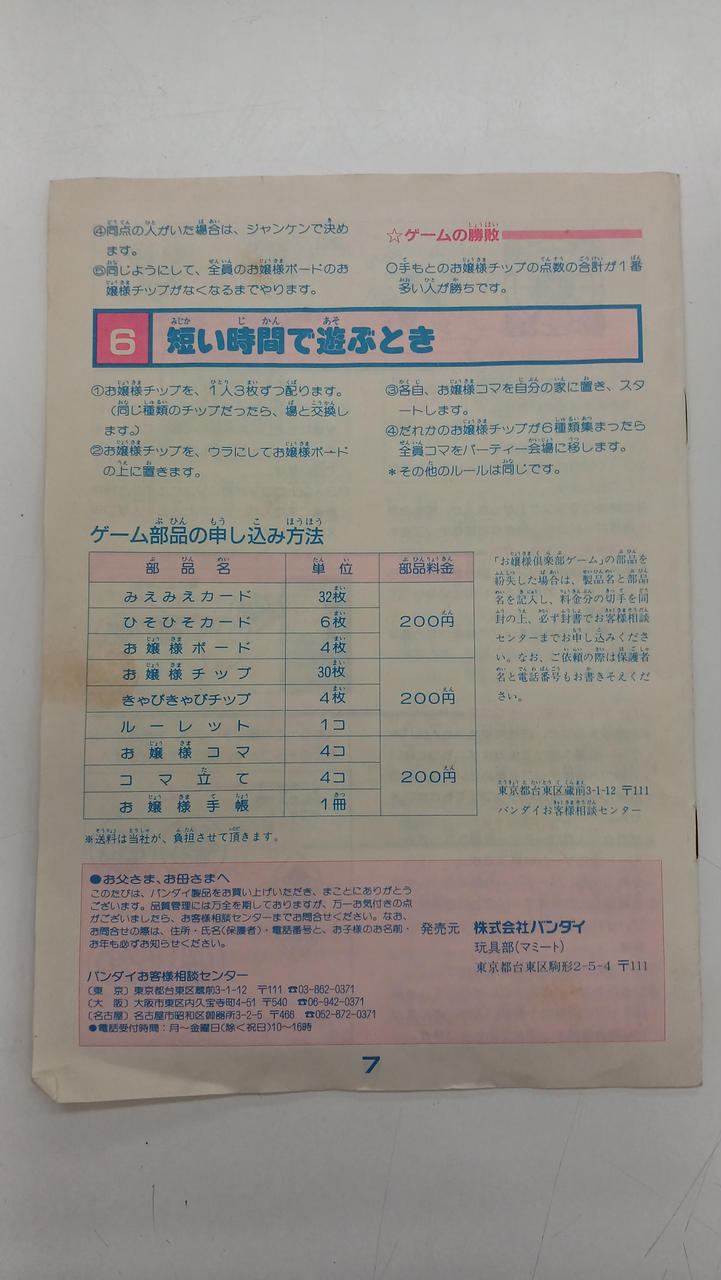 ④同点の人がいた場合は、ジャンケンで決め
ます。
⑤同じようにして、全員のお嬢様ボードのお
嬢様チップがなくなるまでやります。
☆ゲームの勝敗
○手もとのお嬢様チップの点数の合計が1番
多い人が勝ちです。
6 短い時間で遊ぶとき
①お嬢様チップを、1人3枚ずつ配ります。
(同じ種類のチップだったら、場と交換し
ます。)
②お嬢様チップを、ウラにしてお嬢様ボード
の上に置きます。
③各自、お嬢様コマを自分の家に置き、スタ
ートします。
④だれかのお嬢様チップが6種類集まったら
全員コマをパーティー会場に移します。
*その他のルールは同じです。
ゲーム部品の申し込み方法
部品名 単位 部品料金
みえみえカード 32枚
ひそひそカード 6枚 200円
お嬢様ボード 4枚
お嬢様チップ 30枚
きゃぴきゃぴチップ 4枚 200円
ルーレット 1コ
お嬢様コマ 4コ
コマ立て 4コ 200円
お嬢様手帳 1冊
※送料は当社が、負担させて頂きます。
「お嬢様倶楽部ゲーム」の部品を
紛失した場合は、製品名と部品
名を記入し、料金分の切手を同
封の上、必ず封書でお客様相談
センターまでお申し込みくださ
い。なお、ご依頼の際は保護者
名と電話番号もお書きそえくだ
さい。
東京都台東区蔵前3-1-12 〒111
バンダイお客様相談センター
●お父さま、お母さまへ
このたびは、バンダイ製品をお買い上げいただき、まことにありがとう
ございます。品質管理には万全を期しておりますが、万一お気付きの点
がございましたら、お客様相談センターまでお問合せください。なお、
お問合せの際は、住所・氏名(保護者)・電話番号と、お子様のお名前・
お年も必ずお知らせください。
バンダイお客様相談センター
(東 京) 東京都台東区蔵前3-1-12 〒111 ☎03-862-0371
(大 阪) 大阪市東区内久宝寺町4-51 〒540 ☎06-942-0371
(名古屋) 名古屋市昭和区御器所3-2-5 〒466 ☎052-872-0371
●電話受付時間:月~金曜日(除く祝日)10~16時
発売元 株式会社バンダイ
玩具部(マミート)
東京都台東区駒形2-5-4 〒111
7